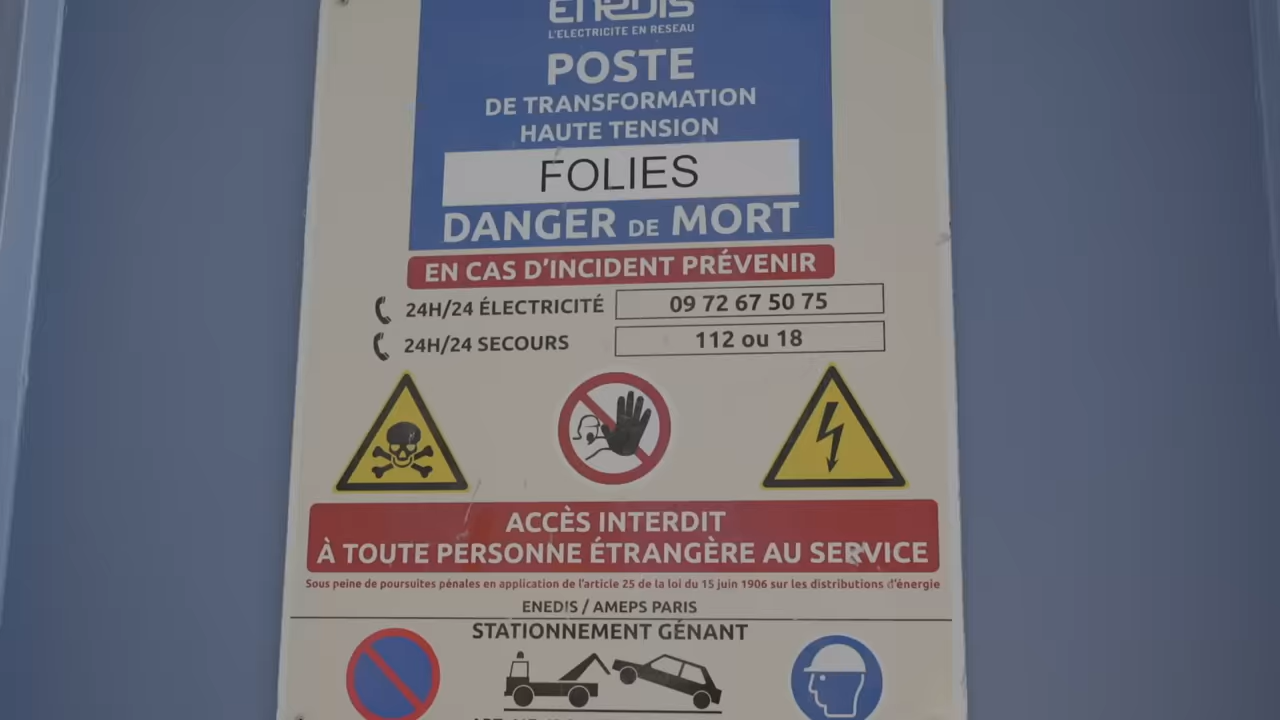 ENEDIS
L'ELECTRICITE EN RESEAU
POSTE
DE TRANSFORMATION
HAUTE TENSION
FOLIES
DANGER DE MORT
EN CAS D'INCIDENT PRÉVENIR
24H/24 ÉLECTRICITÉ 09 72 67 50 75
24H/24 SECOURS 112 ou 18
ACCÈS INTERDIT
À TOUTE PERSONNE ÉTRANGÈRE AU SERVICE
Sous peine de poursuites pénales en application de l'article 25 de la loi du 15 juin 1906 sur les distributions d'énergie
ENEDIS / AMEPS PARIS
STATIONNEMENT GÉNANT